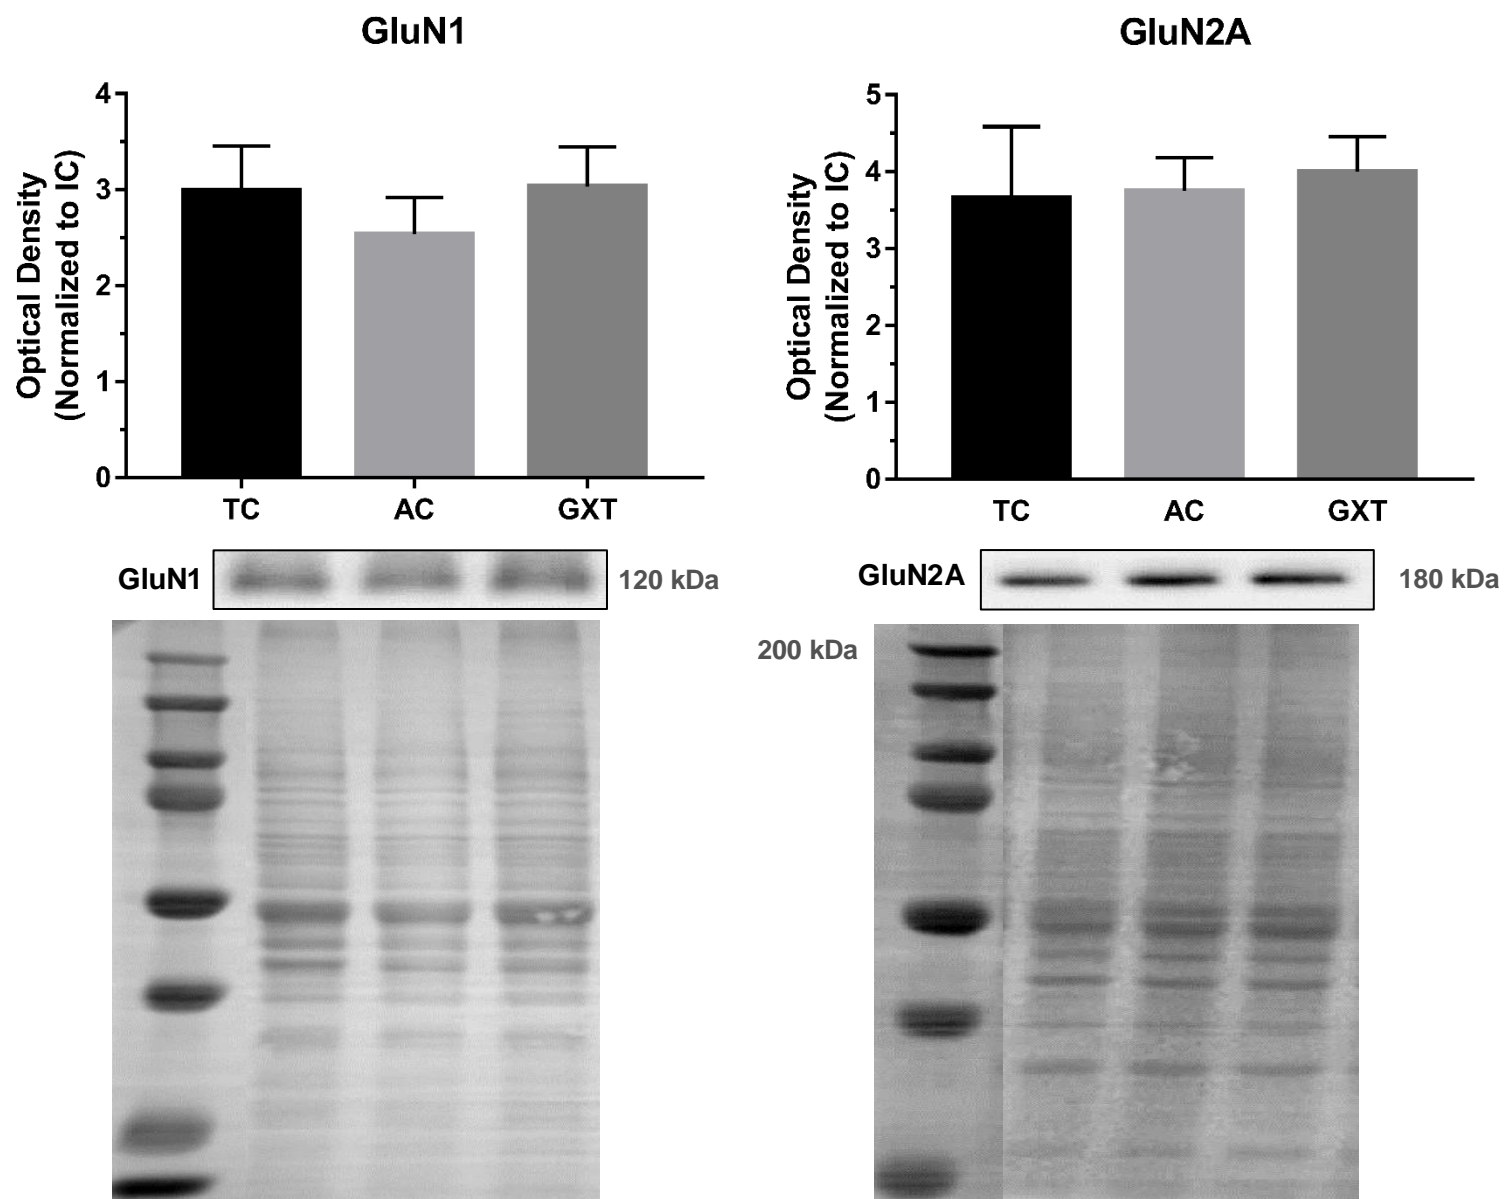 GluN1
GluN2A
4
3
2
1
0
Optical Density
(Normalized to IC)
TC AC GXT
5
4
3
2
1
0
Optical Density
(Normalized to IC)
TC AC GXT
GluN1 120 kDa
GluN2A 180 kDa
200 kDa